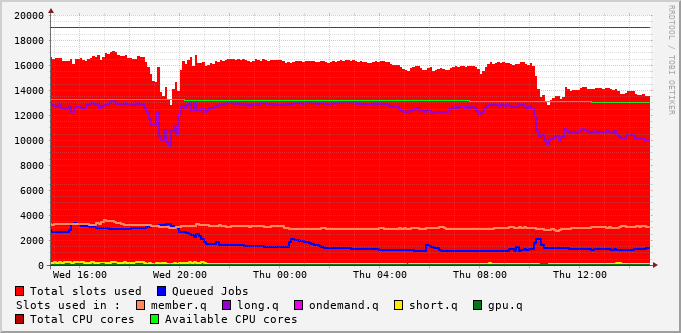 RRDTOOL / TOBI OETIKER
20000
18000
16000
14000
12000
10000
8000
6000
4000
2000
0
Wed 16:00 Wed 20:00 Thu 00:00 Thu 04:00 Thu 08:00 Thu 12:00
Total slots used Queued Jobs
Slots used in : member.q long.q ondemand.q short.q gpu.q
Total CPU cores Available CPU cores